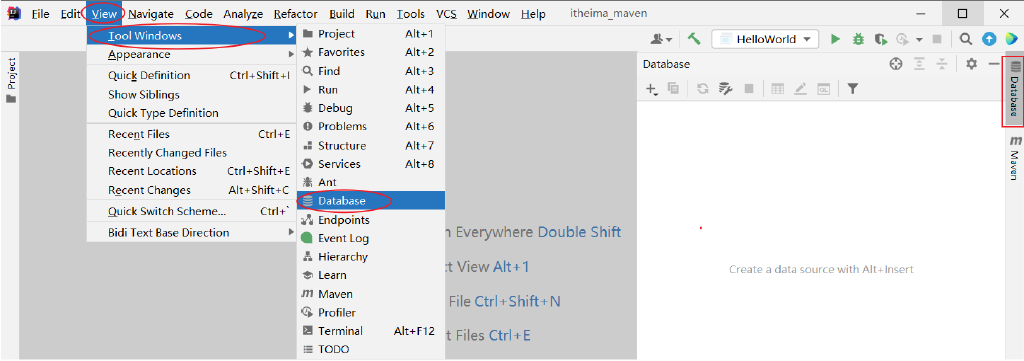 File Edit View Navigate Code Analyze Refactor Build Run Tools VCS Window Help itheima_maven
HelloWorld
Project
Tool Windows
Appearance
Quick Definition Ctrl+Shift+I
Show Siblings
Quick Type Definition
Recent Files Ctrl+E
Recently Changed Files
Recent Locations Ctrl+Shift+E
Recent Changes Alt+Shift+C
Quick Switch Scheme... Ctrl+`
Bidi Text Base Direction
Project Alt+1
Favorites Alt+2
Find Alt+3
Run Alt+4
Debug Alt+5
Problems Alt+6
Structure Alt+7
Services Alt+8
Ant
Database
Endpoints
Event Log
Hierarchy
Learn
Maven
Profiler
Terminal Alt+F12
TODO
Everywhere Double Shift
View Alt+1
File Ctrl+Shift+N
Files Ctrl+E
Database
Create a data source with Alt+Insert
Database
Maven